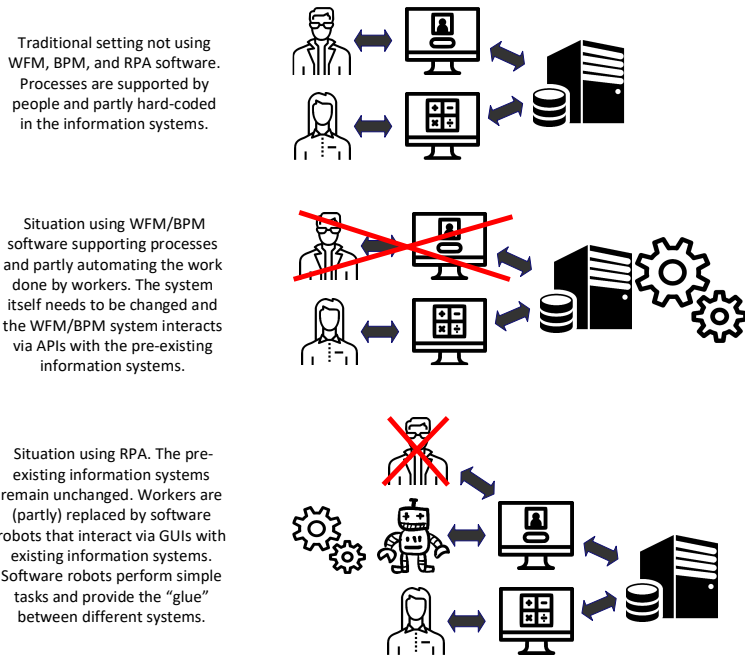 Traditional setting not using
WFM, BPM, and RPA software.
Processes are supported by
people and partly hard-coded
in the information systems.
Situation using WFM/BPM
software supporting processes
and partly automating the work
done by workers. The system
itself needs to be changed and
the WFM/BPM system interacts
via APIs with the pre-existing
information systems.
Situation using RPA. The pre-
existing information systems
remain unchanged. Workers are
(partly) replaced by software
robots that interact via GUIs with
existing information systems.
Software robots perform simple
tasks and provide the “glue”
between different systems.